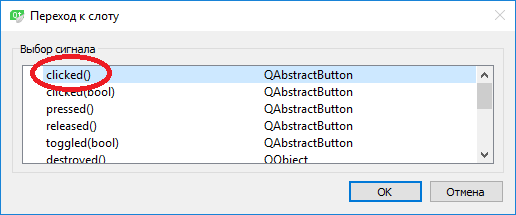 Переход к слоту
Выбор сигнала
clicked() QAbstractButton
clicked(bool) QAbstractButton
pressed() QAbstractButton
released() QAbstractButton
toggled(bool) QAbstractButton
destroyed() QObject
OK Отмена